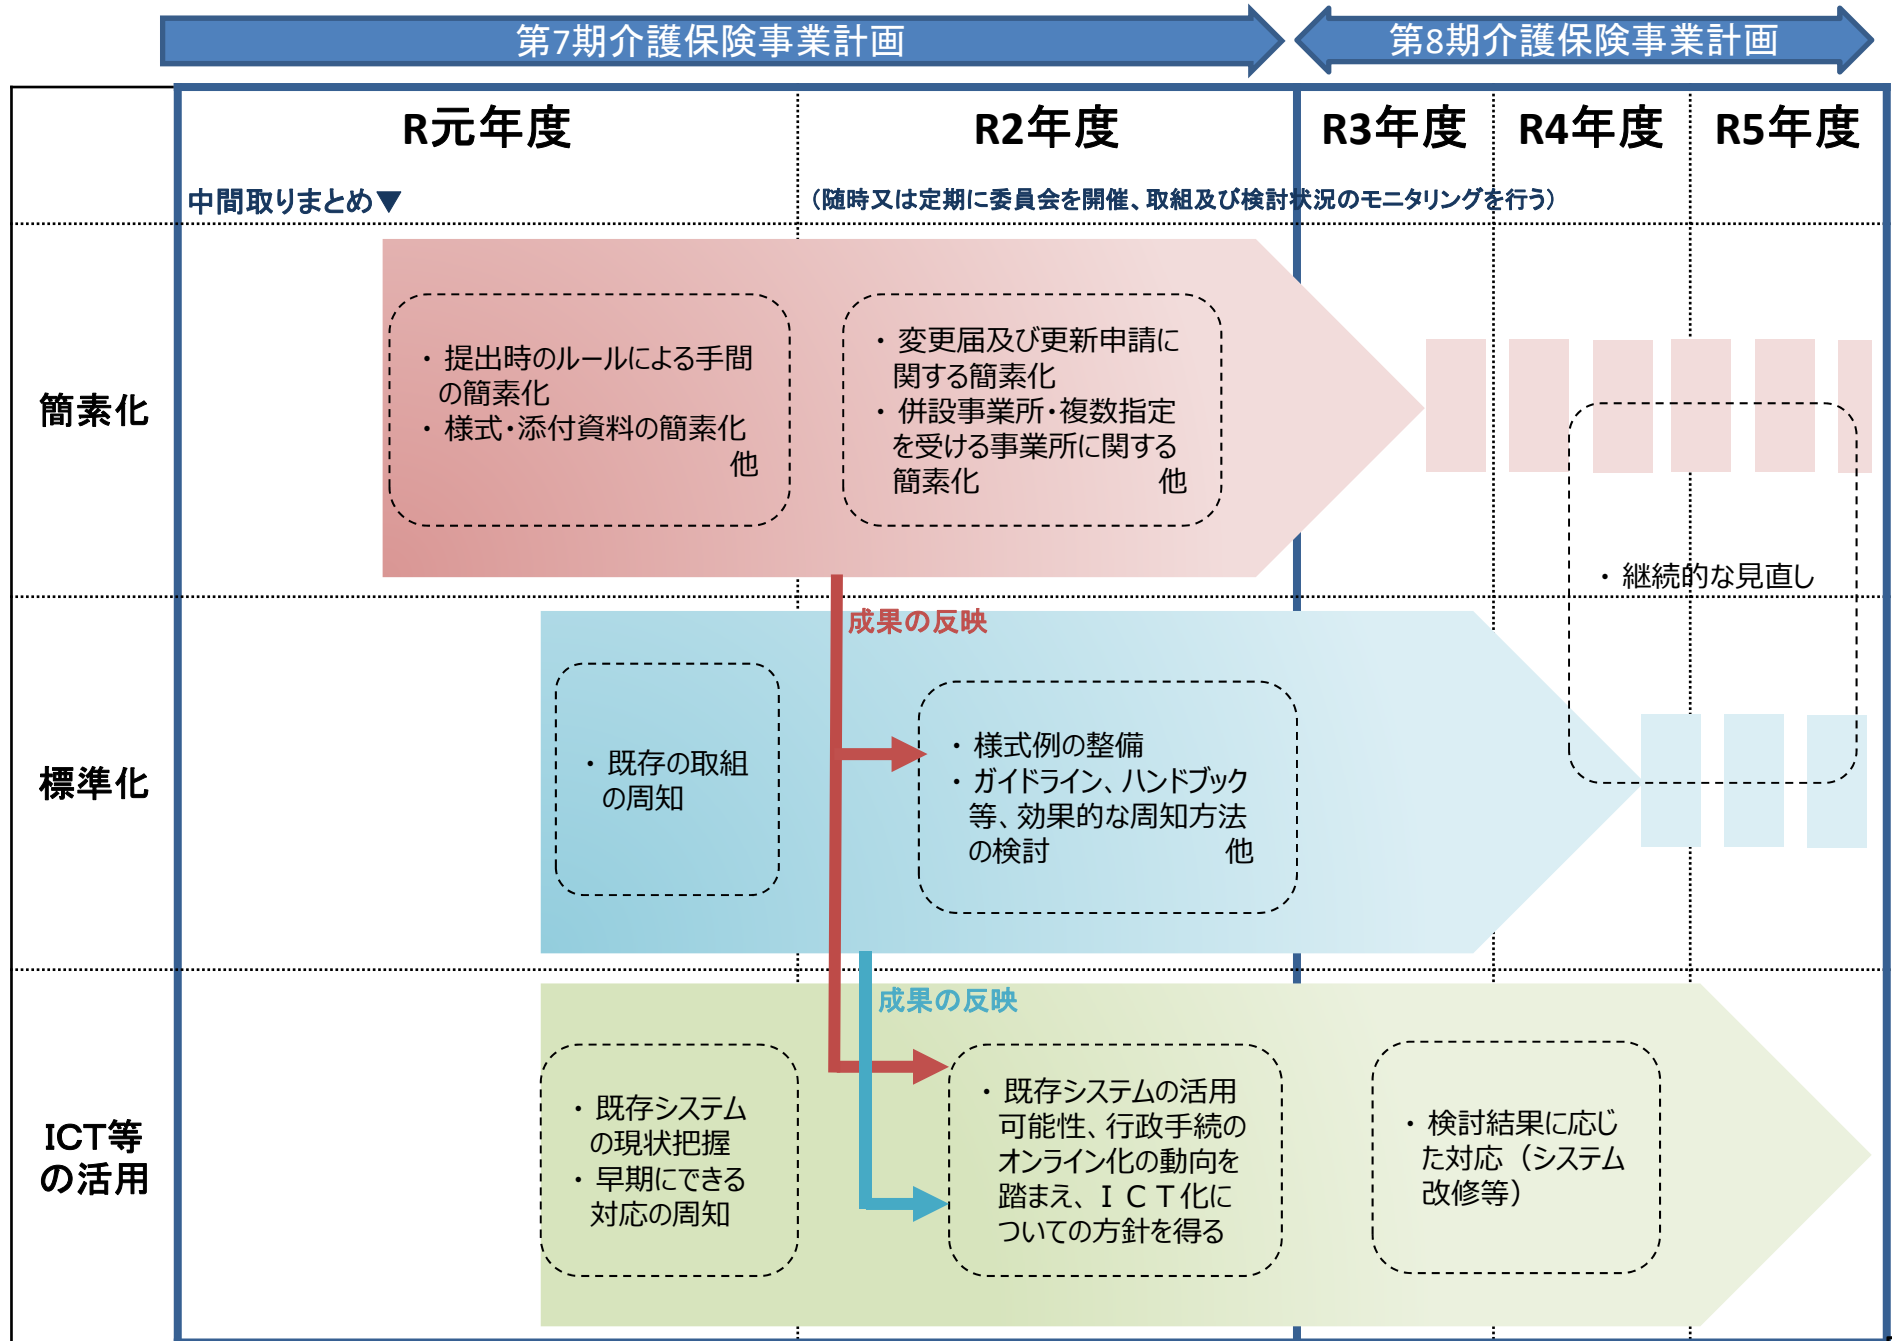 第7期介護保険事業計画
第8期介護保険事業計画
R元年度
R2年度
R3年度
R4年度
R5年度
中間取りまとめ▼
(随時又は定期に委員会を開催、取組及び検討状況のモニタリングを行う)
簡素化
・ 提出時のルールによる手間
の簡素化
・ 様式・添付資料の簡素化
他
・ 変更届及び更新申請に
関する簡素化
・ 併設事業所・複数指定
を受ける事業所に関する
簡素化 他
・ 継続的な見直し
成果の反映
標準化
・ 既存の取組
の周知
・ 様式例の整備
・ ガイドライン、ハンドブック
等、効果的な周知方法
の検討 他
成果の反映
ICT等
の活用
・ 既存システム
の現状把握
・ 早期にできる
対応の周知
・ 既存システムの活用
可能性、行政手続の
オンライン化の動向を
踏まえ、ＩＣＴ化に
ついての方針を得る
・ 検討結果に応じ
た対応（システム
改修等）